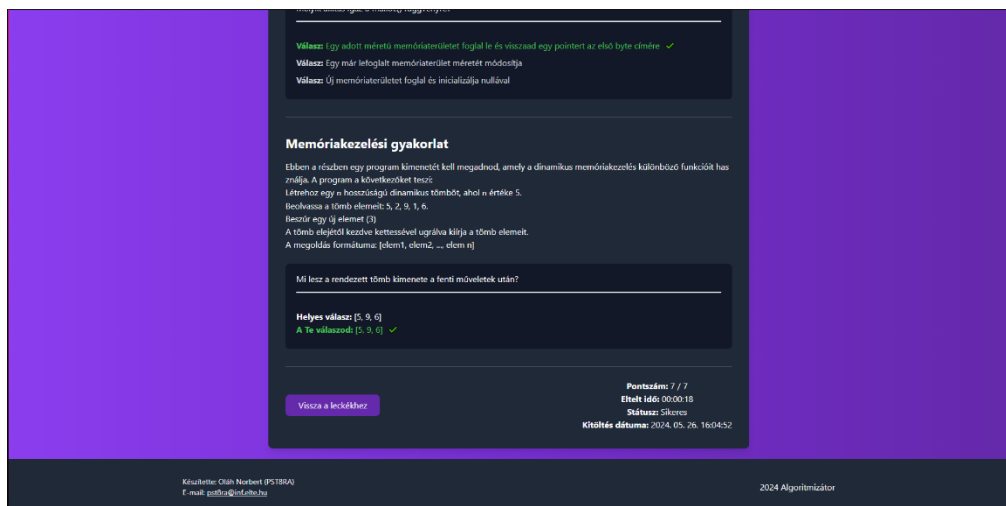 Melyik állítás igaz a malloc() függvényre?
Válasz: Egy adott méretű memóriaterületet foglal le és visszaad egy pointert az első byte címére
Válasz: Egy már lefoglalt memóriaterület méretét módosítja
Válasz: Új memóriaterületet foglal és inicializálja nullával
Memóriakezelési gyakorlat
Ebben a részben egy program kimenetét kell megadnod, amely a dinamikus memóriakezelés különböző funkcióit has
ználja. A program a következőket teszi:
Létrehoz egy n hosszúságú dinamikus tömböt, ahol n értéke 5.
Beolvassa a tömb elemeit: 5, 2, 9, 1, 6.
Beszúr egy új elemet (3)
A tömb elejétől kezdve kettessével ugrálva kiírja a tömb elemeit.
A megoldás formátuma: [elem1, elem2, ..., elem n]
Mi lesz a rendezett tömb kimenete a fenti műveletek után?
Helyes válasz: [5, 9, 6]
A Te válaszod: [5, 9, 6]
Vissza a leckékhez
Pontszám: 7 / 7
Eltelt idő: 00:00:18
Státusz: Sikeres
Kitöltés dátuma: 2024. 05. 26. 16:04:52
Készítette: Oláh Norbert (PST8RA)
E-mail: pst8ra@inf.elte.hu
2024 Algoritmizátor